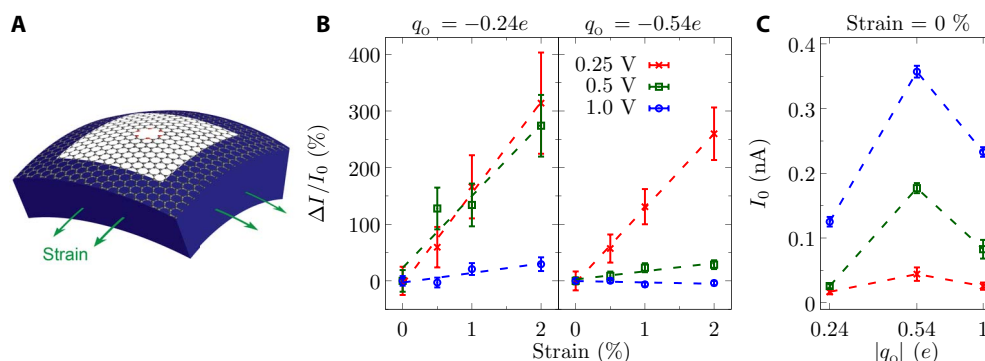 A
Strain
B
q_o = −0.24e
q_o = −0.54e
ΔI/I_0 (%)
400
300
200
100
0
0.25 V
0.5 V
1.0 V
0 1 2 0 1 2
Strain (%)
C
Strain = 0 %
I_0 (nA)
0.4
0.3
0.2
0.1
0
0.24 0.54 1
|q_o| (e)